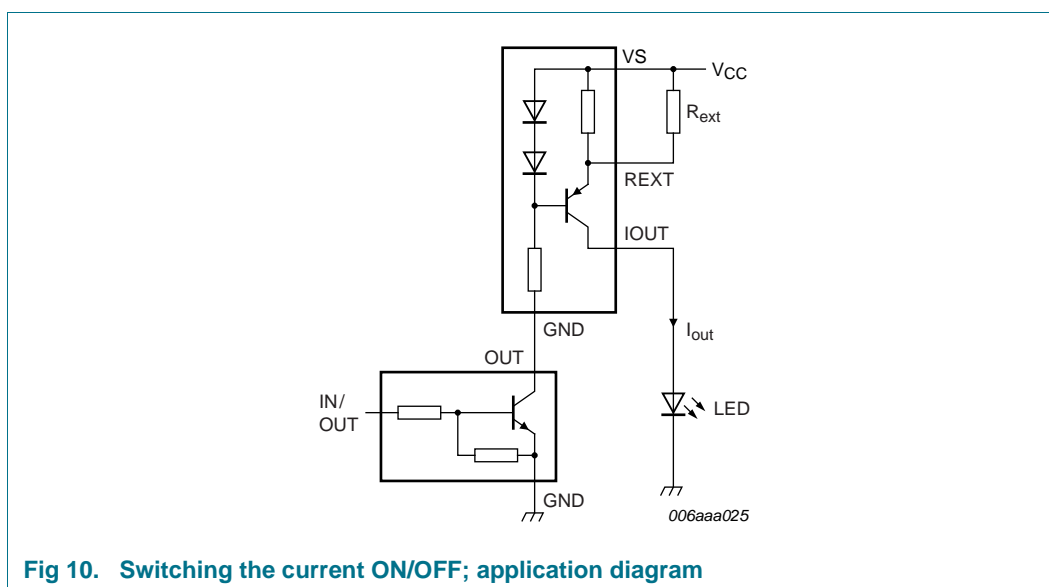 VS
VCC
Rext
REXT
IOUT
GND
Iout
OUT
IN/
OUT
LED
GND
006aaa025
Fig 10. Switching the current ON/OFF; application diagram